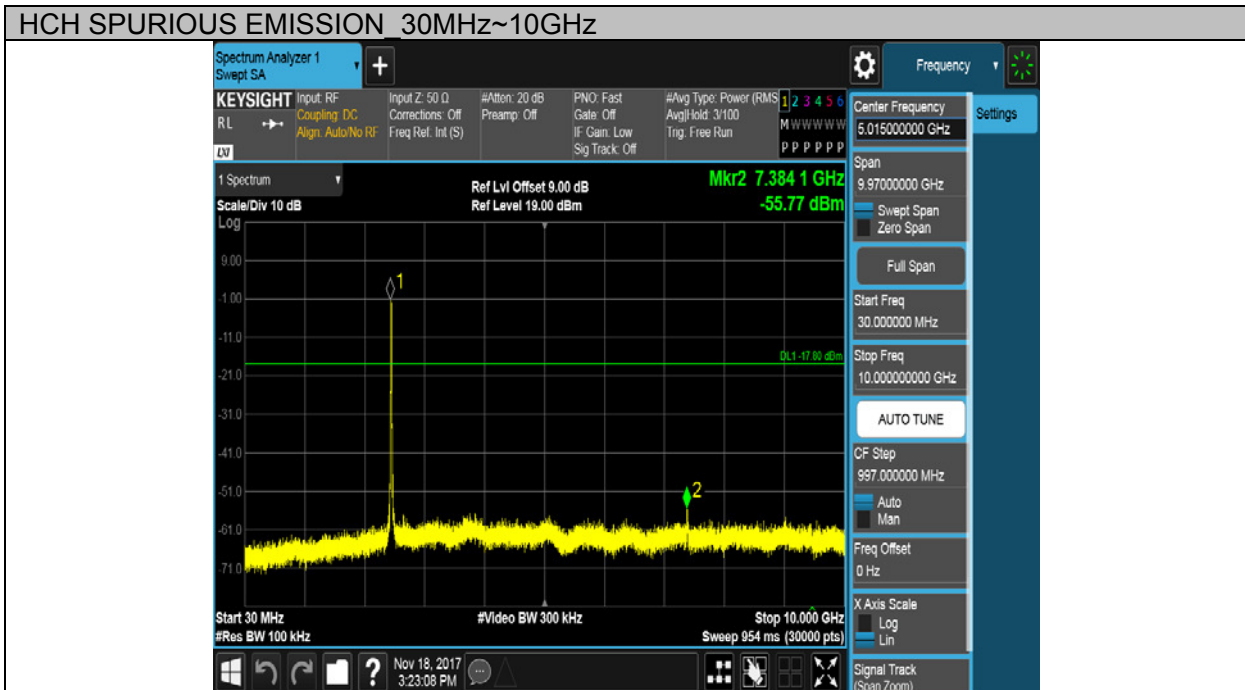 HCH SPURIOUS EMISSION_30MHz~10GHz
Spectrum Analyzer 1
Swept SA
+
Frequency
KEYSIGHT
RL
LXI
Input: RF
Coupling: DC
Align: Auto/No RF
Input Z: 50 Ω
Corrections: Off
Freq Ref: Int (S)
#Atten: 20 dB
Preamp: Off
PNO: Fast
Gate: Off
IF Gain: Low
Sig Track: Off
#Avg Type: Power (RMS
Avg|Hold: 3/100
Trig: Free Run
1 2 3 4 5 6
M W W W W W
P P P P P P
1 Spectrum
Scale/Div 10 dB
Ref Lvl Offset 9.00 dB
Ref Level 19.00 dBm
Mkr2 7.384 1 GHz
-55.77 dBm
Log
9.00
-1.00
-11.0
-21.0
-31.0
-41.0
-51.0
-61.0
-71.0
1
DL1 -17.80 dBm
2
Start 30 MHz
#Res BW 100 kHz
#Video BW 300 kHz
Stop 10.000 GHz
Sweep 954 ms (30000 pts)
Nov 18, 2017
3:23:08 PM
?
Center Frequency
5.015000000 GHz
Settings
Span
9.97000000 GHz
Swept Span
Zero Span
Full Span
Start Freq
30.000000 MHz
Stop Freq
10.000000000 GHz
AUTO TUNE
CF Step
997.000000 MHz
Auto
Man
Freq Offset
0 Hz
X Axis Scale
Log
Lin
Signal Track
(Span Zoom)